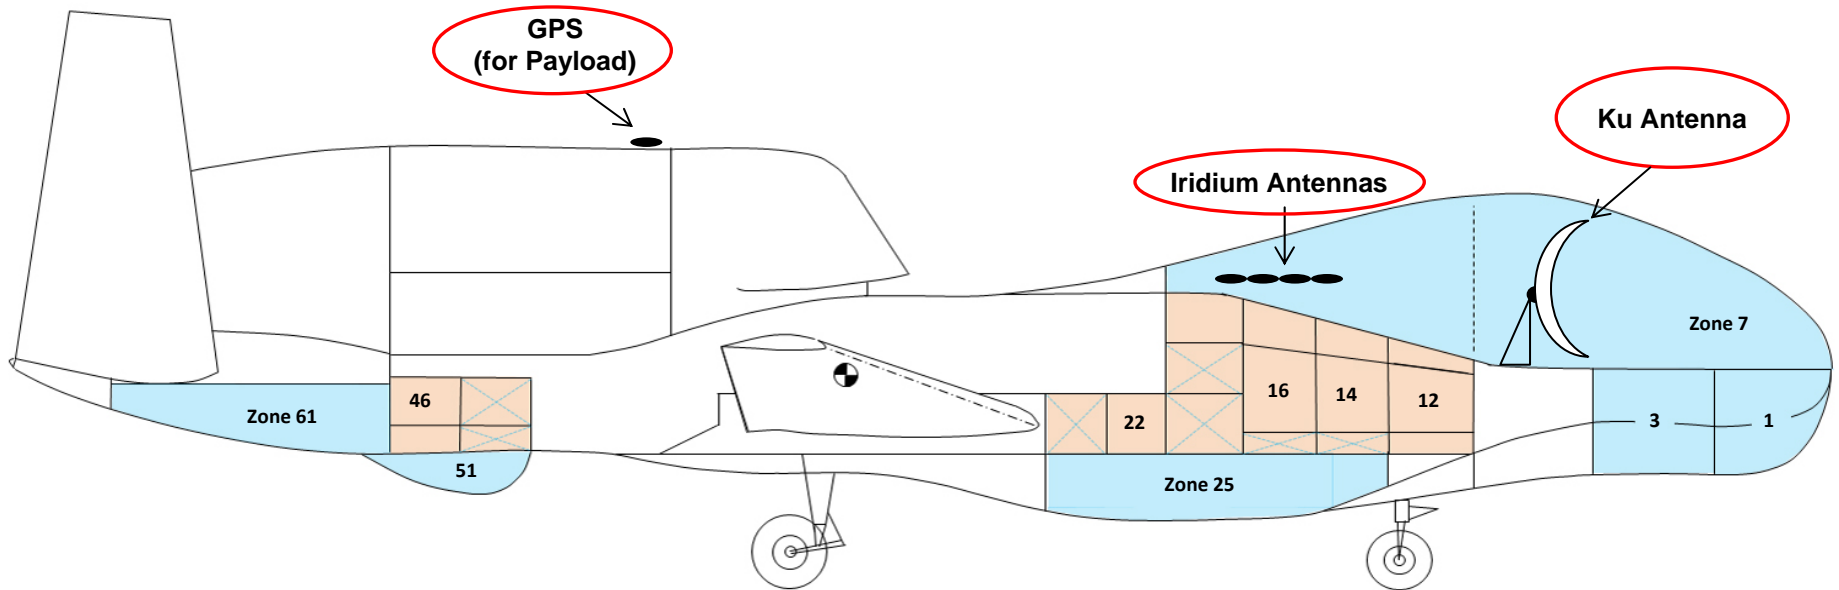 GPS
(for Payload)
Ku Antenna
Iridium Antennas
Zone 7
46
16
14
12
Zone 61
22
3
1
51
Zone 25